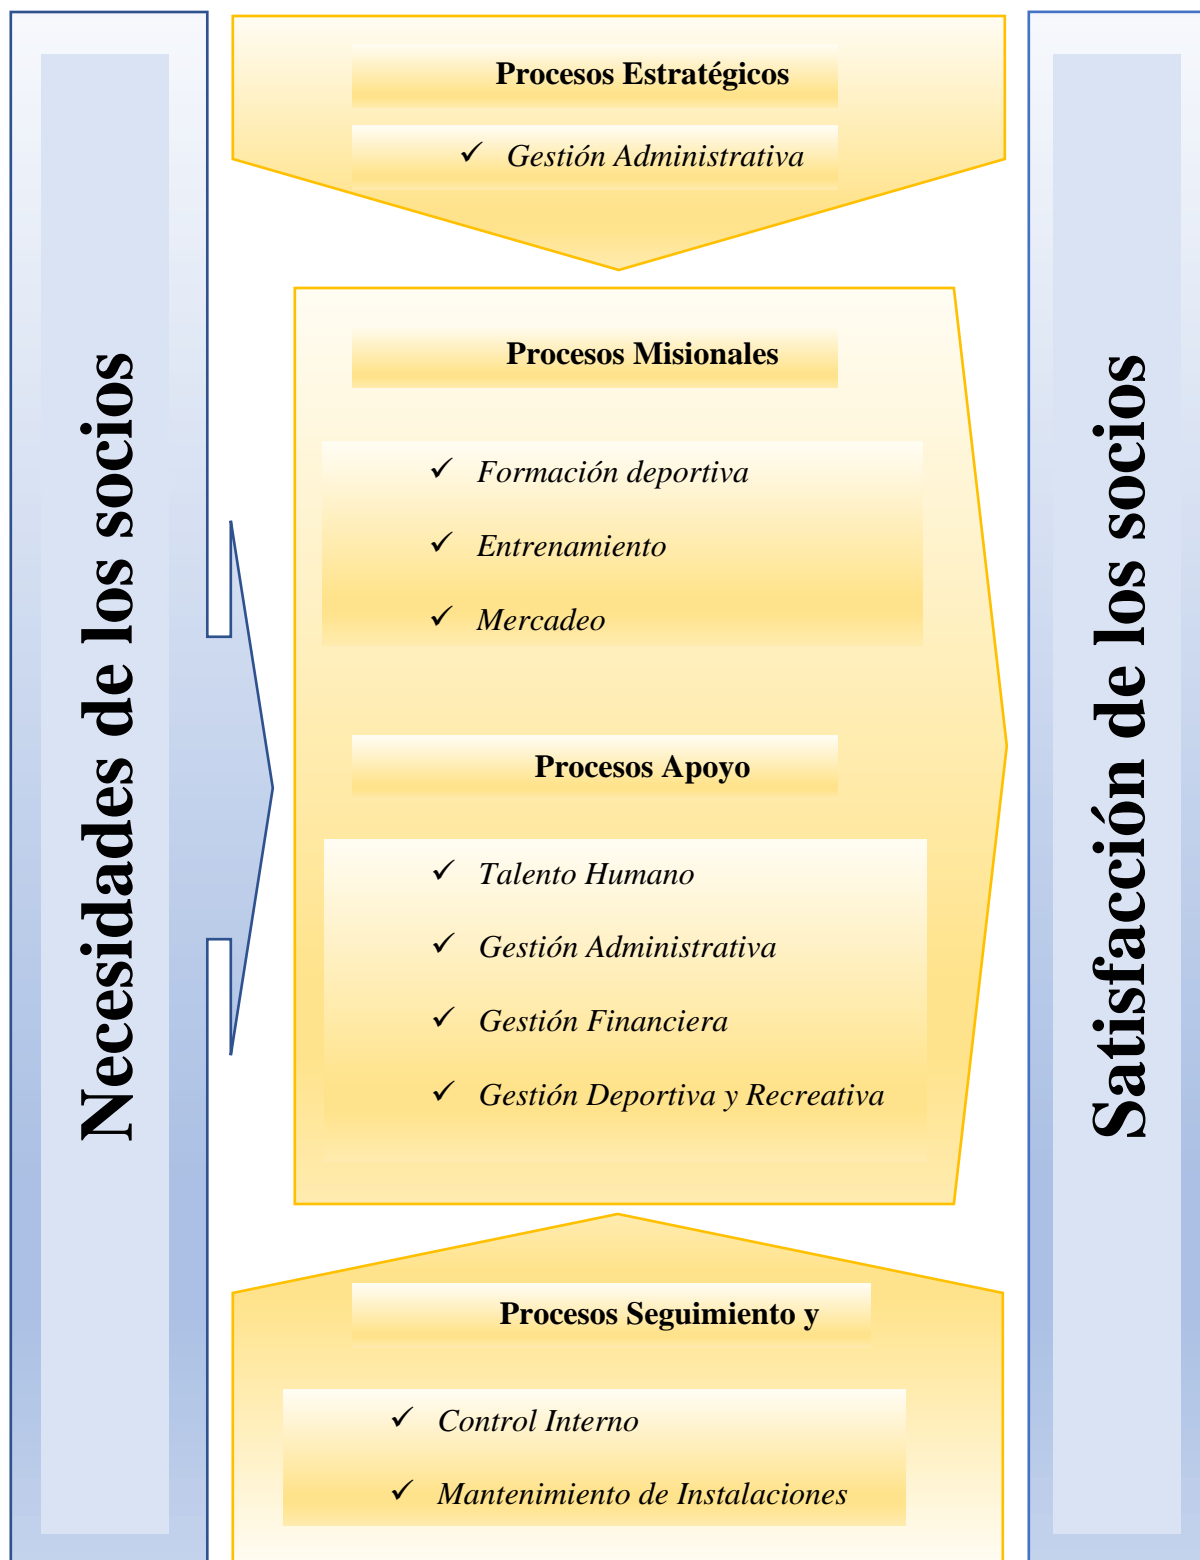 Necesidades de los socios
Procesos Estratégicos
✓ Gestión Administrativa
Procesos Misionales
✓ Formación deportiva
✓ Entrenamiento
✓ Mercadeo
Procesos Apoyo
✓ Talento Humano
✓ Gestión Administrativa
✓ Gestión Financiera
✓ Gestión Deportiva y Recreativa
Procesos Seguimiento y
✓ Control Interno
✓ Mantenimiento de Instalaciones
Satisfacción de los socios